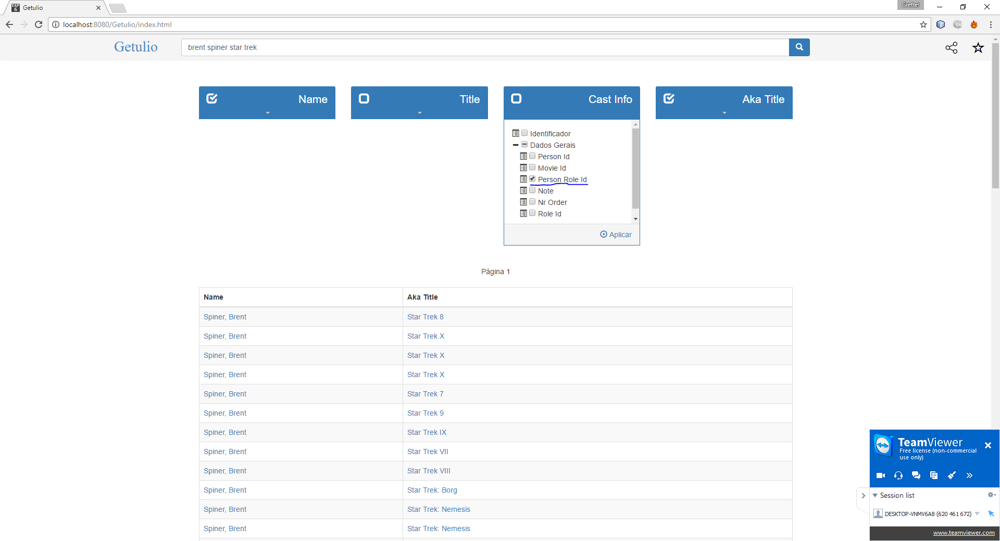 EAP 6 Getulio
Grettel
localhost:8080/Getulio/index.html
Getulio
brent spiner star trek
Name
Title
Cast Info
Aka Title
Identificador
Dados Gerais
Person Id
Movie Id
Person Role Id
Note
Nr Order
Role Id
Aplicar
Página 1
Name Aka Title
Spiner, Brent Star Trek 8
Spiner, Brent Star Trek X
Spiner, Brent Star Trek X
Spiner, Brent Star Trek X
Spiner, Brent Star Trek 7
Spiner, Brent Star Trek 9
Spiner, Brent Star Trek IX
Spiner, Brent Star Trek VII
Spiner, Brent Star Trek VIII
Spiner, Brent Star Trek: Borg
Spiner, Brent Star Trek: Nemesis
Spiner, Brent Star Trek: Nemesis
TeamViewer
Free license (non-commercial
use only)
Session list
DESKTOP-VNMV6A8 (620 461 672)
www.teamviewer.com